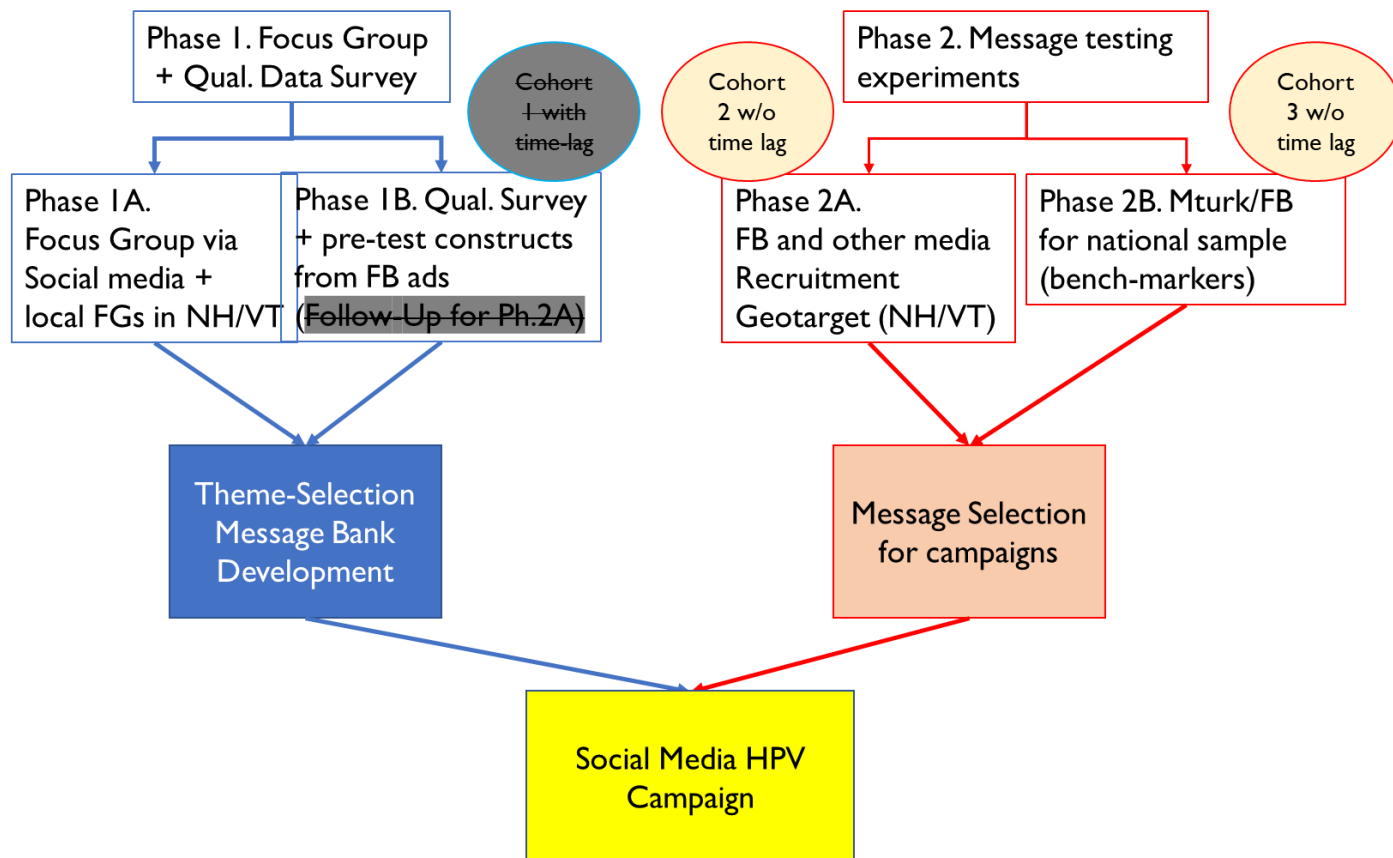 Phase 1. Focus Group
+ Qual. Data Survey
Cohort
1 with
time-lag
Cohort
2 w/o
time lag
Phase 2. Message testing
experiments
Cohort
3 w/o
time lag
Phase 1A.
Focus Group via
Social media +
local FGs in NH/VT
Phase 1B. Qual. Survey
+ pre-test constructs
from FB ads
(Follow-Up for Ph.2A)
Phase 2A.
FB and other media
Recruitment
Geotarget (NH/VT)
Phase 2B. Mturk/FB
for national sample
(bench-markers)
Theme-Selection
Message Bank
Development
Message Selection
for campaigns
Social Media HPV
Campaign